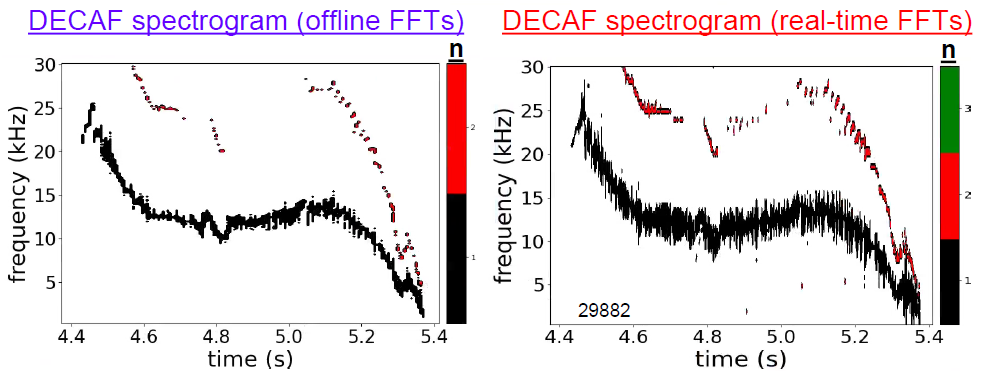 DECAF spectrogram (offline FFTs)
n
30
25
20
15
10
5
frequency (kHz)
4.4 4.6 4.8 5.0 5.2 5.4
time (s)
2
1
DECAF spectrogram (real-time FFTs)
n
30
25
20
15
10
5
frequency (kHz)
29882
4.4 4.6 4.8 5.0 5.2 5.4
time (s)
3
2
1